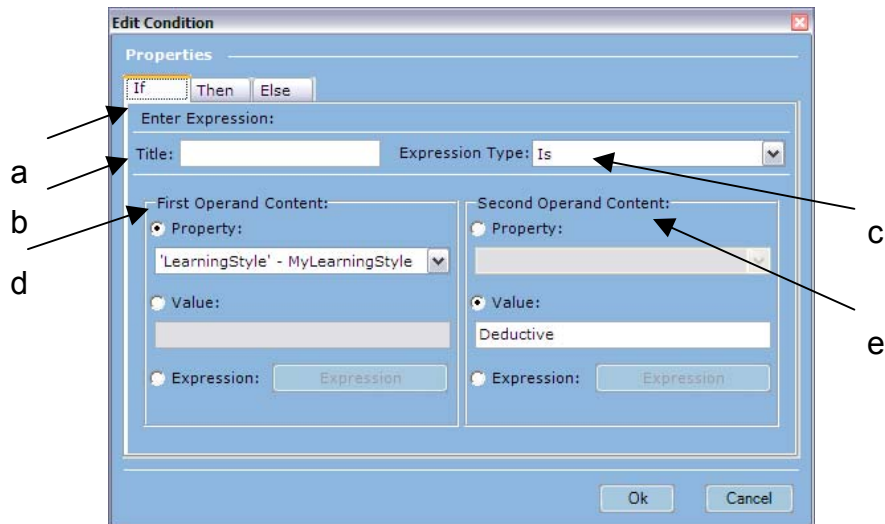 Edit Condition
Properties
If Then Else
Enter Expression:
Title: Expression Type: Is
First Operand Content: Second Operand Content:
Property: Property:
'LearningStyle' - MyLearningStyle
Value: Value:
Deductive
Expression: Expression Expression: Expression
Ok Cancel
a
b
d
c
e